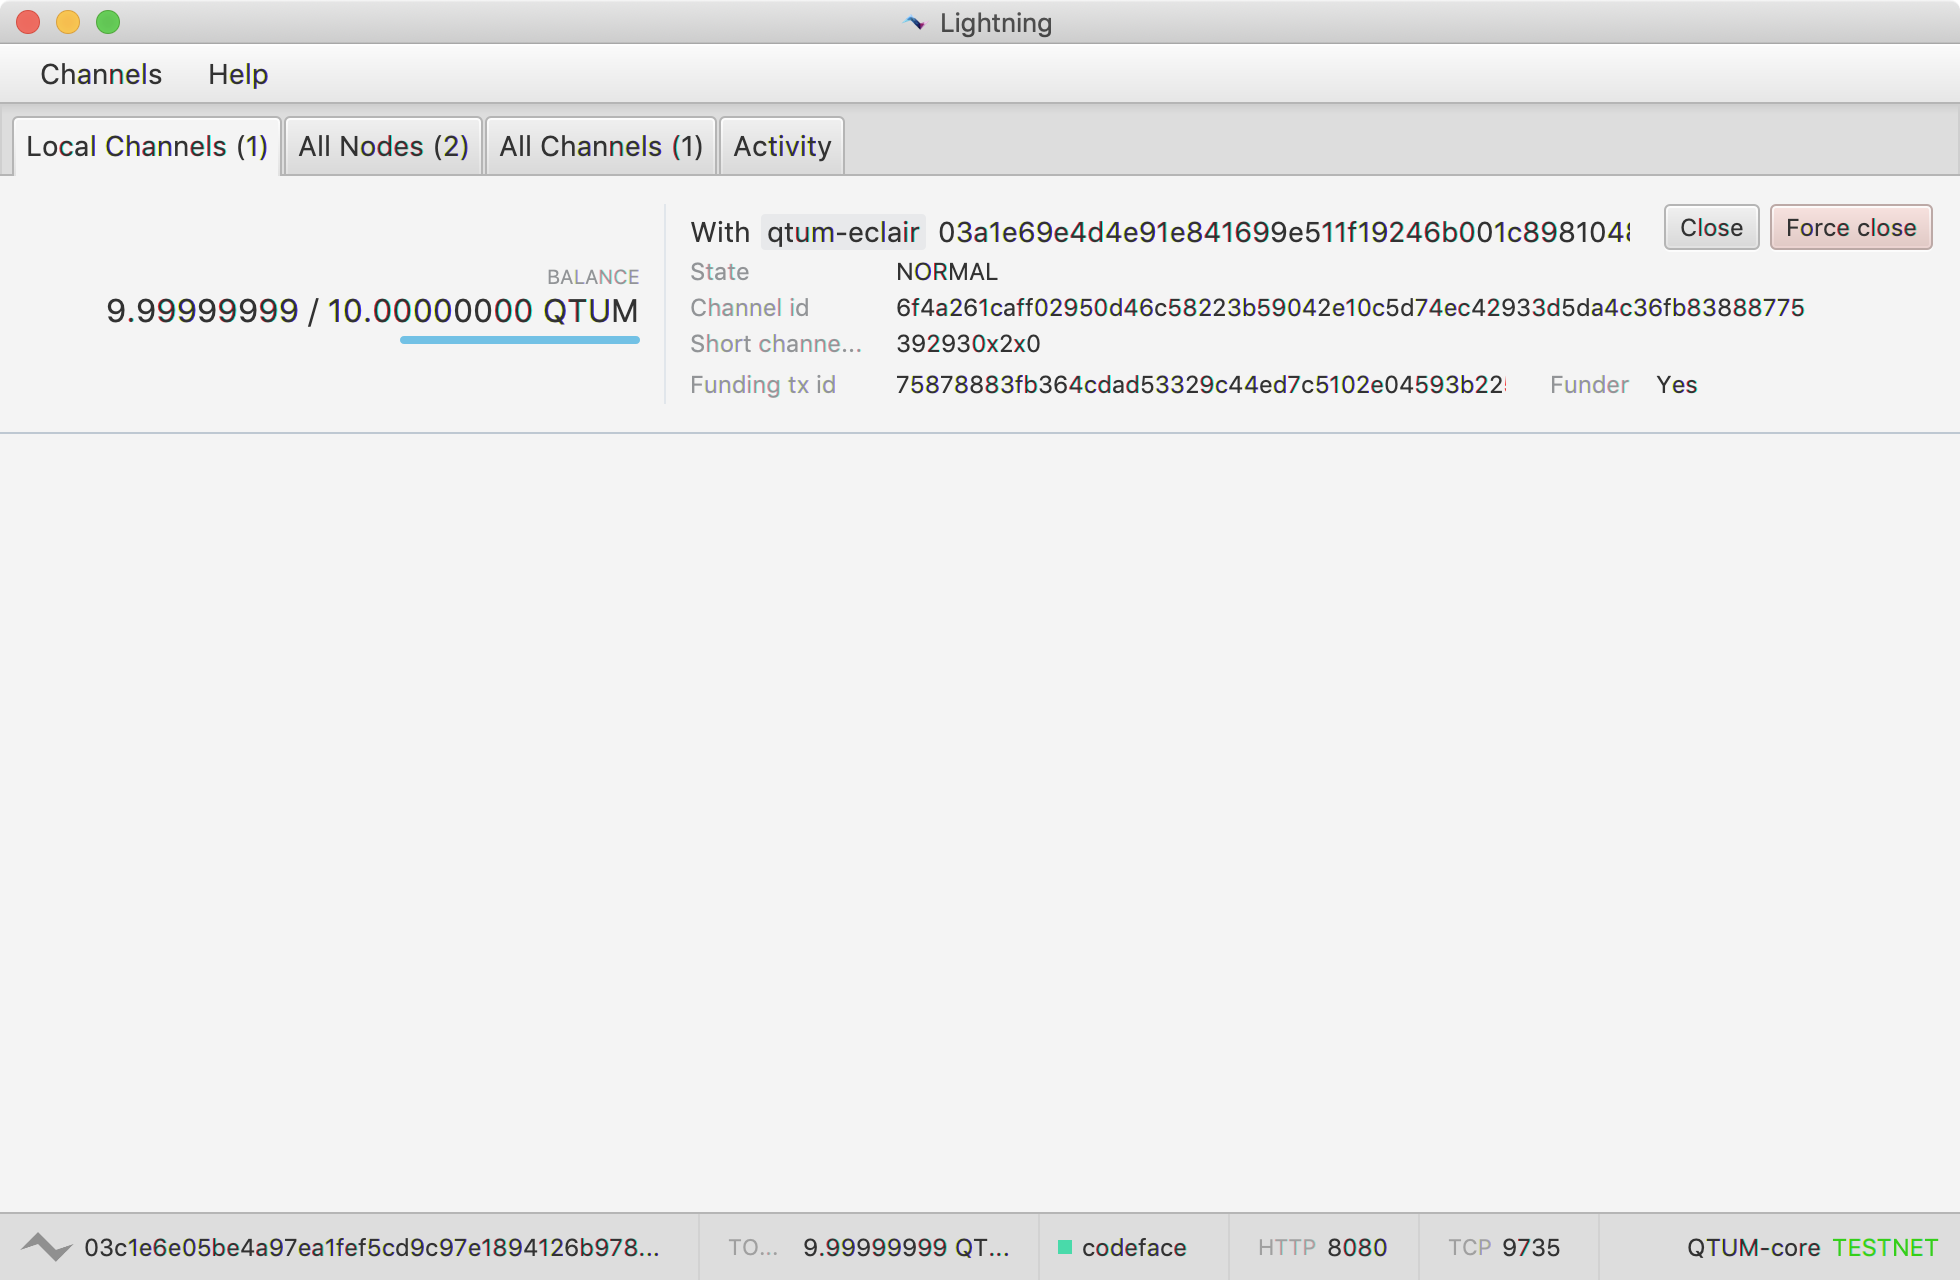 Lightning
Channels Help
Local Channels (1) All Nodes (2) All Channels (1) Activity
With qtum-eclair 03a1e69e4d4e91e841699e511f19246b001c898104 Close Force close
BALANCE
9.99999999 / 10.00000000 QTUM
State NORMAL
Channel id 6f4a261caff02950d46c58223b59042e10c5d74ec42933d5da4c36fb83888775
Short channe... 392930x2x0
Funding tx id 75878883fb364cdad53329c44ed7c5102e04593b22 Funder Yes
03c1e6e05be4a97ea1fef5cd9c97e1894126b978... TO... 9.99999999 QT... codeface HTTP 8080 TCP 9735 QTUM-core TESTNET